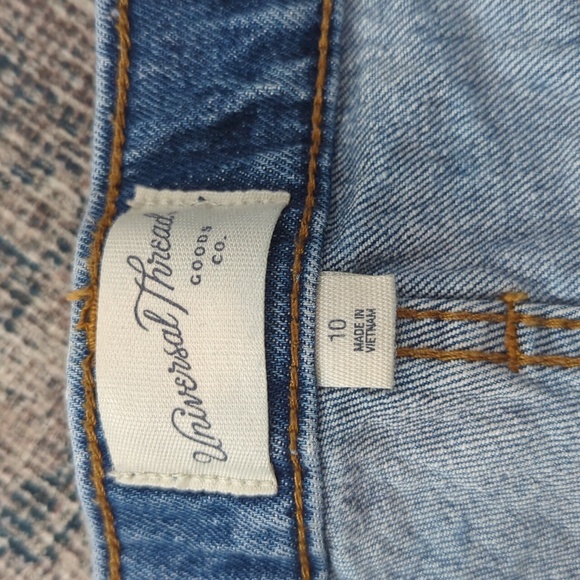 Universal Thread
GOODS
CO.
10
MADE IN
VIETNAM